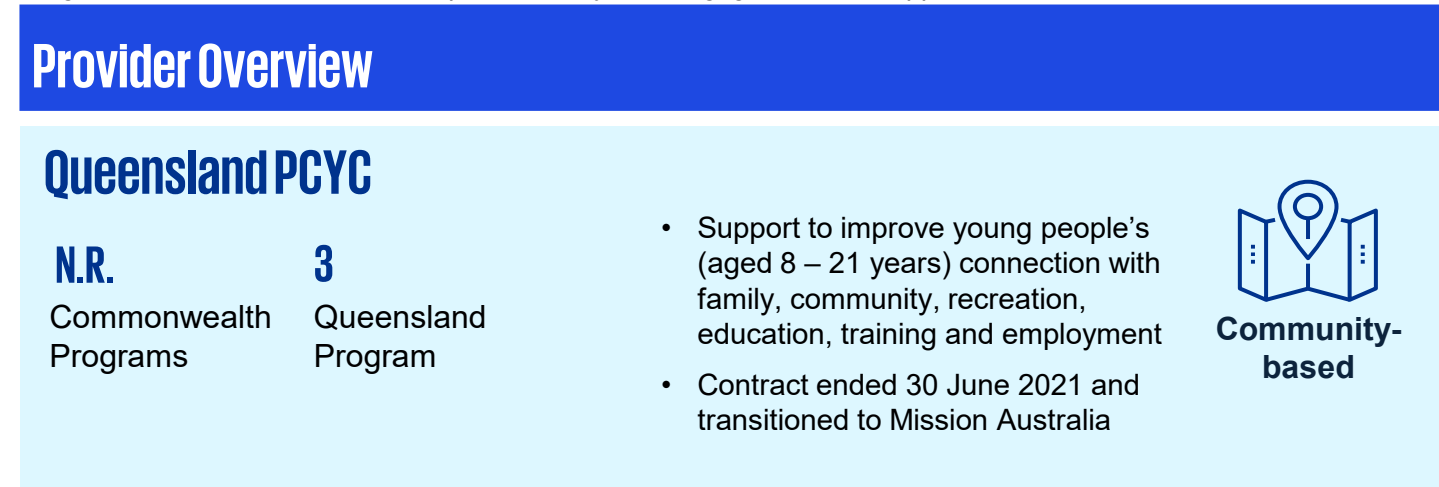 Provider Overview
Queensland PCYC
N.R.
Commonwealth
Programs
3
Queensland
Program
• Support to improve young people’s
(aged 8 – 21 years) connection with
family, community, recreation,
education, training and employment
• Contract ended 30 June 2021 and
transitioned to Mission Australia
Community-
based